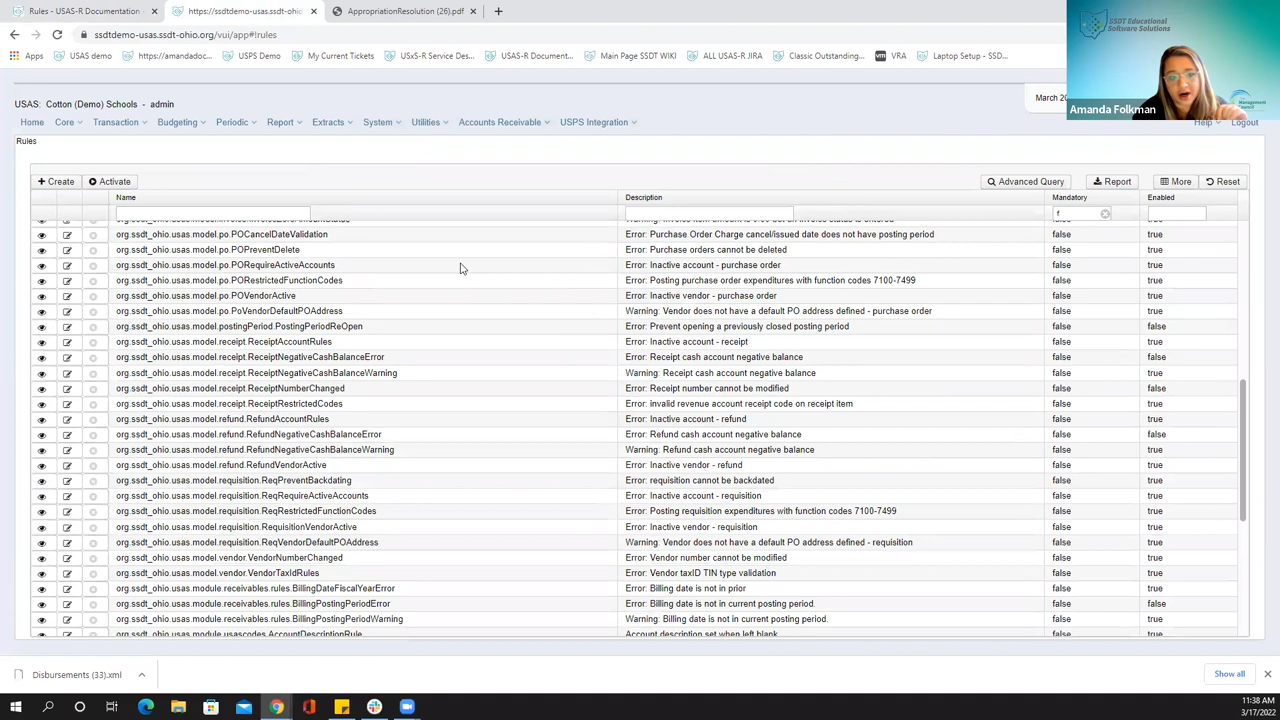 Rules - USAS-R Documentation -
https://ssdtdemo-usas.ssdt-ohio
AppropriationResolution (26).pdf
ssdtdemo-usas.ssdt-ohio.org/vui/app#!rules
Apps USAS demo https://amandadoc... USPS Demo My Current Tickets USxS-R Service Des... USAS-R Document... Main Page SSDT WIKI ALL USAS-R JIRA Classic Outstanding... VRA Laptop Setup - SSD...
SSDT Educational
Software Solutions
Management
Council
Amanda Folkman
USAS: Cotton (Demo) Schools - admin
March 20
Home Core Transaction Budgeting Periodic Report Extracts System Utilities Accounts Receivable USPS Integration Help Logout
Rules
Create Activate Advanced Query Report More Reset
Name Description Mandatory Enabled
f
org.ssdt_ohio.usas.model.po.POCancelDateValidation Error: Purchase Order Charge cancel/issued date does not have posting period false true
org.ssdt_ohio.usas.model.po.POPreventDelete Error: Purchase orders cannot be deleted false true
org.ssdt_ohio.usas.model.po.PORequireActiveAccounts Error: Inactive account - purchase order false true
org.ssdt_ohio.usas.model.po.PORestrictedFunctionCodes Error: Posting purchase order expenditures with function codes 7100-7499 false true
org.ssdt_ohio.usas.model.po.POVendorActive Error: Inactive vendor - purchase order false true
org.ssdt_ohio.usas.model.po.PoVendorDefaultPOAddress Warning: Vendor does not have a default PO address defined - purchase order false true
org.ssdt_ohio.usas.model.postingPeriod.PostingPeriodReOpen Error: Prevent opening a previously closed posting period false false
org.ssdt_ohio.usas.model.receipt.ReceiptAccountRules Error: Inactive account - receipt false true
org.ssdt_ohio.usas.model.receipt.ReceiptNegativeCashBalanceError Error: Receipt cash account negative balance false false
org.ssdt_ohio.usas.model.receipt.ReceiptNegativeCashBalanceWarning Warning: Receipt cash account negative balance false true
org.ssdt_ohio.usas.model.receipt.ReceiptNumberChanged Error: Receipt number cannot be modified false false
org.ssdt_ohio.usas.model.receipt.ReceiptRestrictedCodes Error: invalid revenue account receipt code on receipt item false true
org.ssdt_ohio.usas.model.refund.RefundAccountRules Error: Inactive account - refund false true
org.ssdt_ohio.usas.model.refund.RefundNegativeCashBalanceError Error: Refund cash account negative balance false false
org.ssdt_ohio.usas.model.refund.RefundNegativeCashBalanceWarning Warning: Refund cash account negative balance false true
org.ssdt_ohio.usas.model.refund.RefundVendorActive Error: Inactive vendor - refund false true
org.ssdt_ohio.usas.model.requisition.ReqPreventBackdating Error: requisition cannot be backdated false true
org.ssdt_ohio.usas.model.requisition.ReqRequireActiveAccounts Error: Inactive account - requisition false true
org.ssdt_ohio.usas.model.requisition.ReqRestrictedFunctionCodes Error: Posting requisition expenditures with function codes 7100-7499 false true
org.ssdt_ohio.usas.model.requisition.RequisitionVendorActive Error: Inactive vendor - requisition false true
org.ssdt_ohio.usas.model.requisition.ReqVendorDefaultPOAddress Warning: Vendor does not have a default PO address defined - requisition false true
org.ssdt_ohio.usas.model.vendor.VendorNumberChanged Error: Vendor number cannot be modified false true
org.ssdt_ohio.usas.model.vendor.VendorTaxIdRules Error: Vendor taxID TIN type validation false true
org.ssdt_ohio.usas.module.receivables.rules.BillingDateFiscalYearError Error: Billing date is not in prior false true
org.ssdt_ohio.usas.module.receivables.rules.BillingPostingPeriodError Error: Billing date is not in current posting period. false false
org.ssdt_ohio.usas.module.receivables.rules.BillingPostingPeriodWarning Warning: Billing date is not in current posting period. false true
org.ssdt_ohio.usas.module.usascodes.AccountDescriptionRule Account description set when left blank false true
Disbursements (33).xml Show all
11:38 AM
3/17/2022